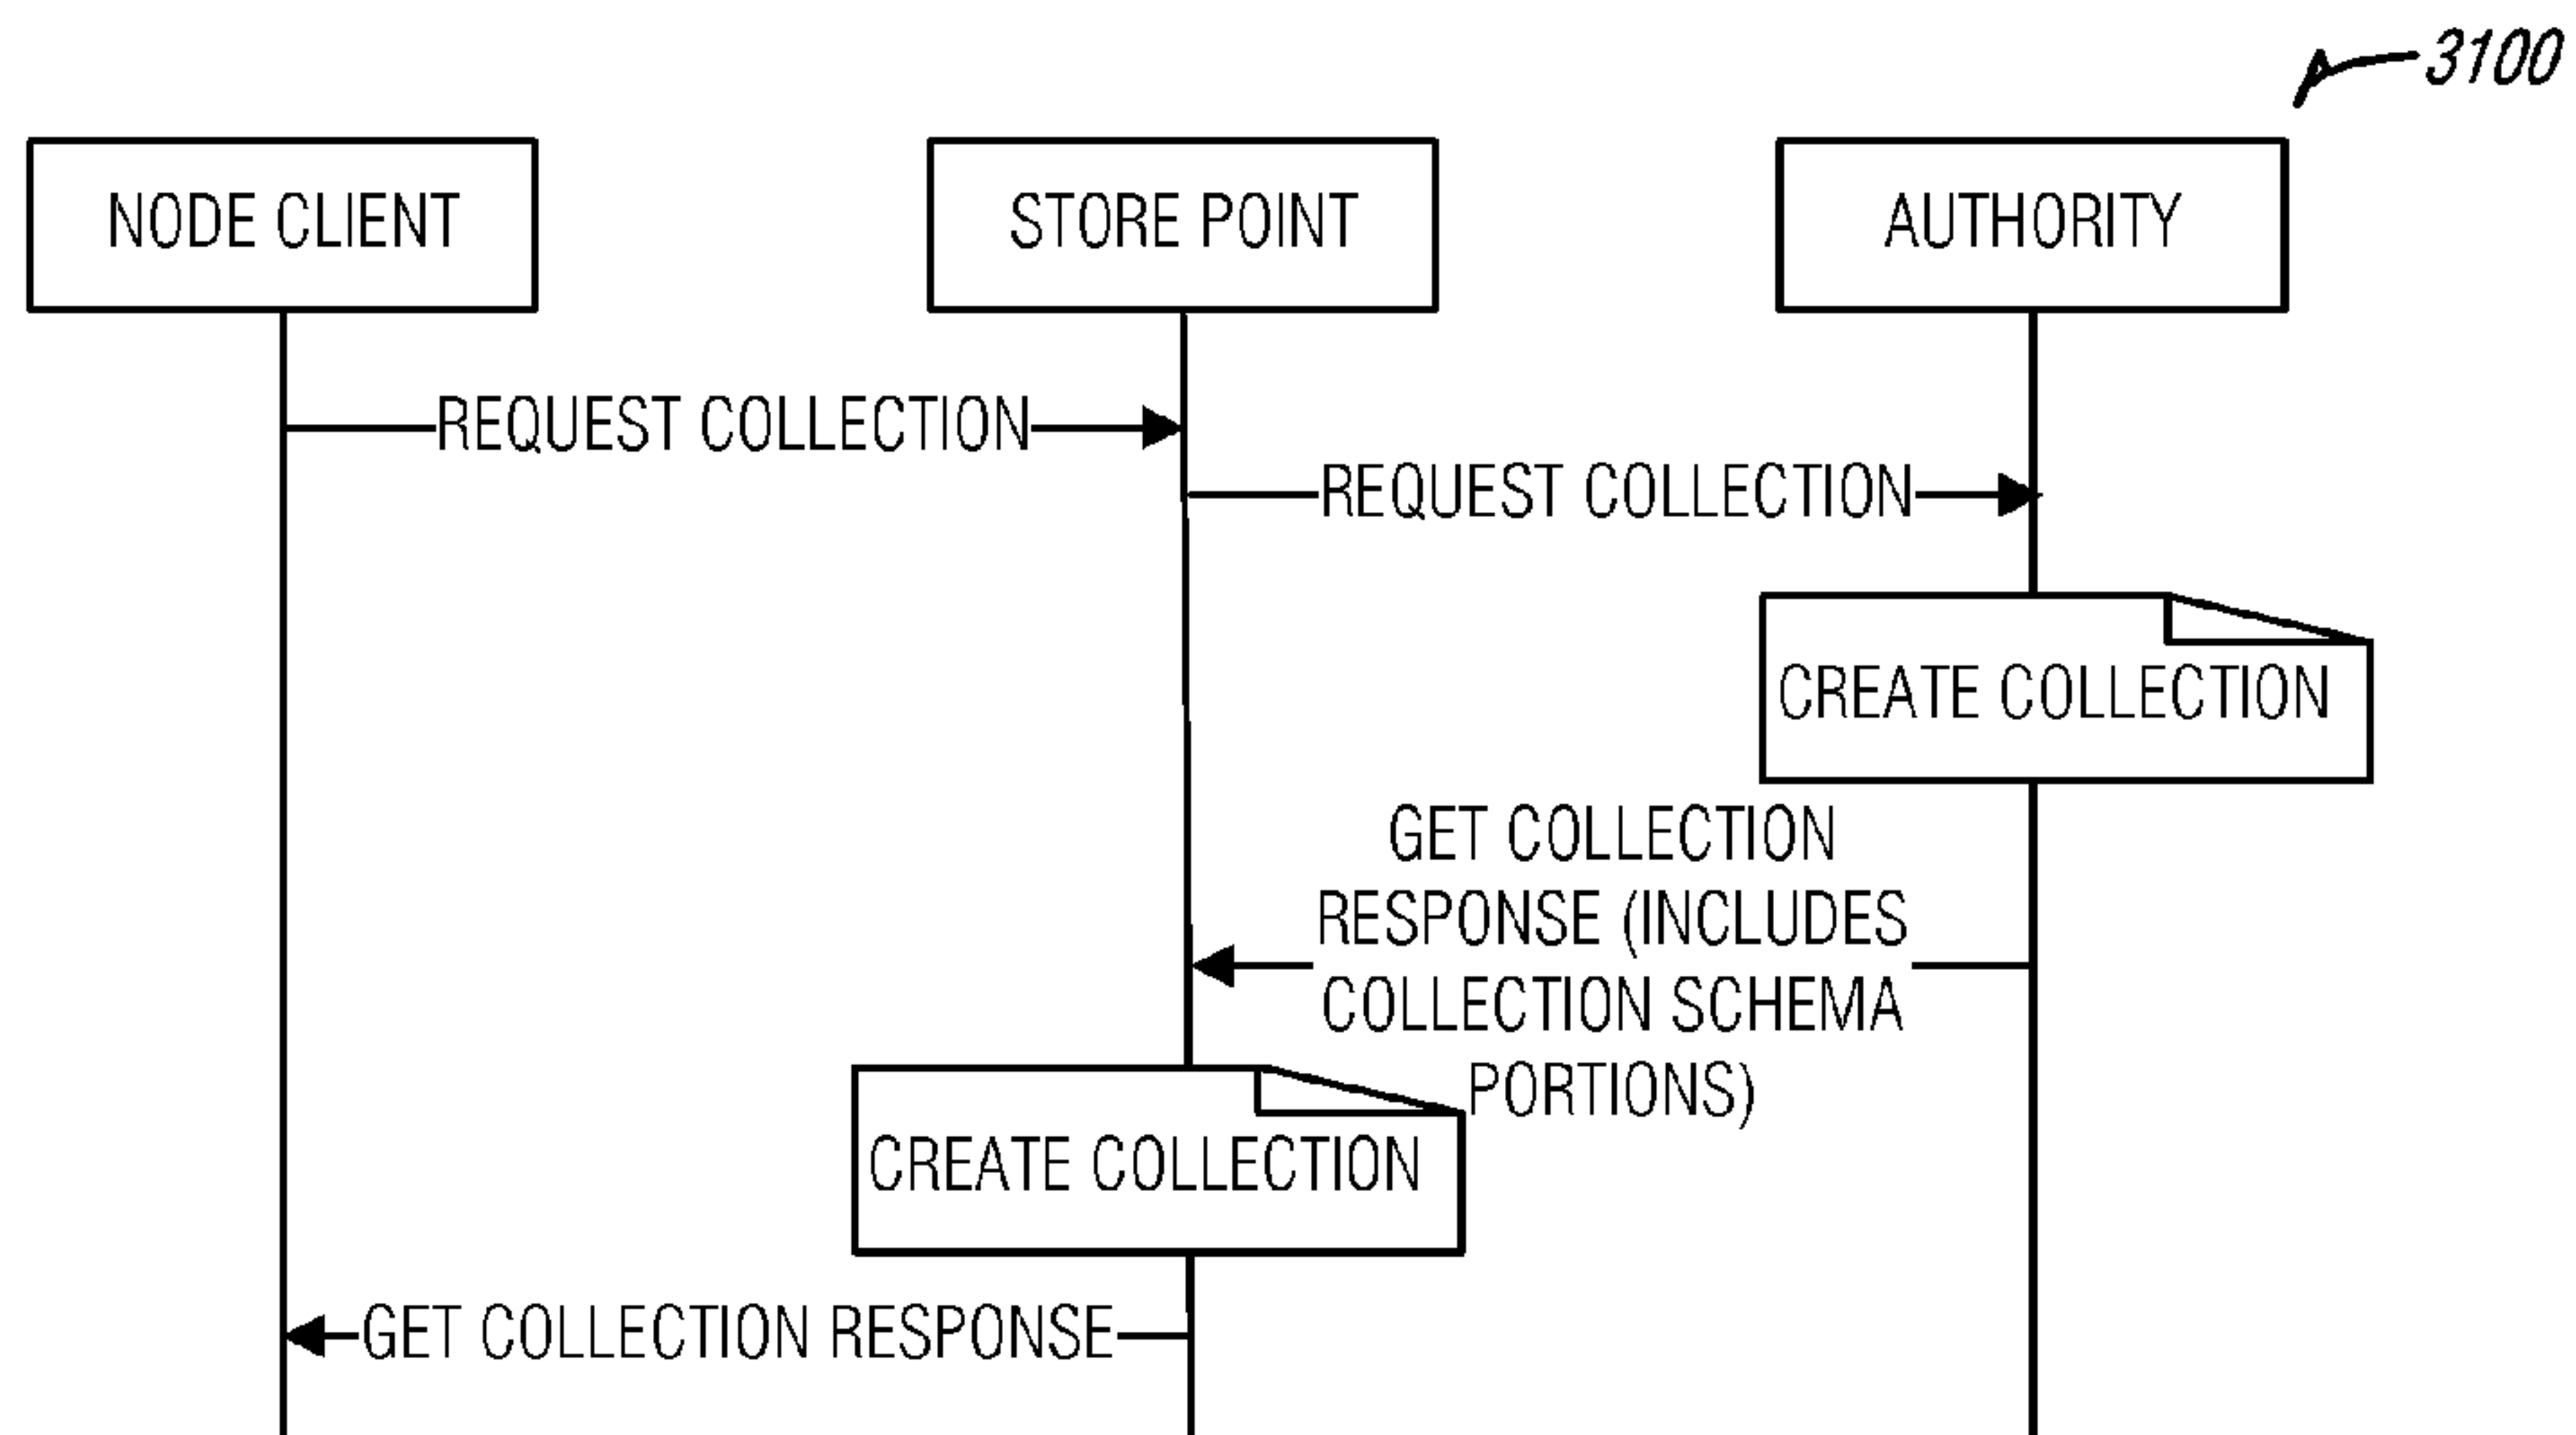 3100
NODE CLIENT
STORE POINT
AUTHORITY
REQUEST COLLECTION
REQUEST COLLECTION
CREATE COLLECTION
GET COLLECTION
RESPONSE (INCLUDES
COLLECTION SCHEMA
PORTIONS)
CREATE COLLECTION
GET COLLECTION RESPONSE